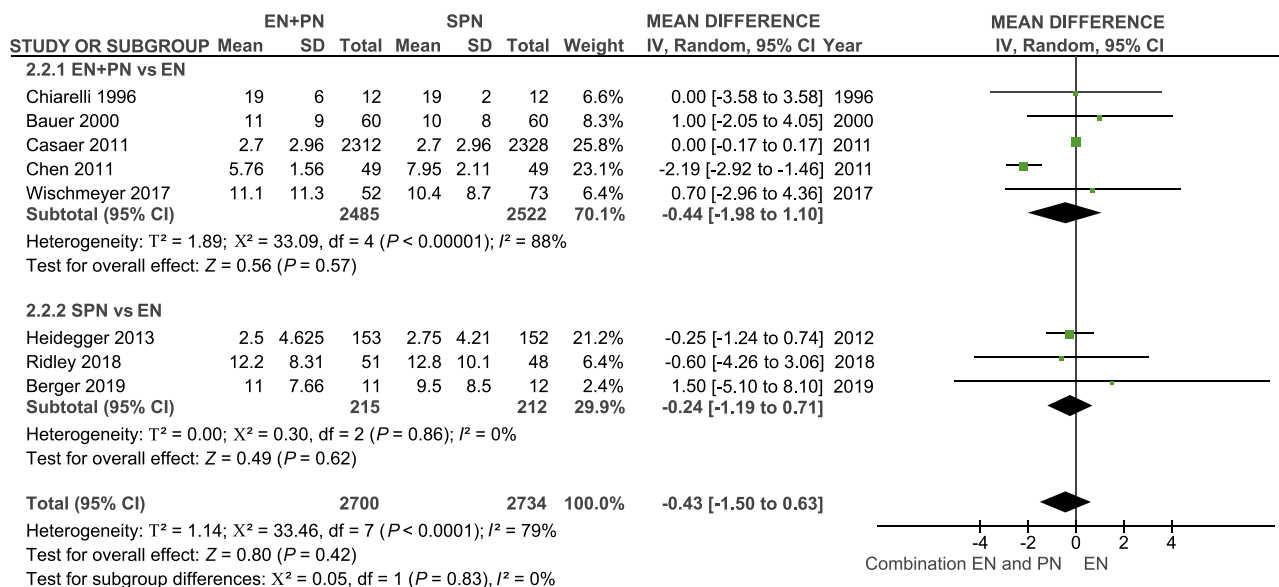 EN+PN SPN MEAN DIFFERENCE MEAN DIFFERENCE
STUDY OR SUBGROUP Mean SD Total Mean SD Total Weight IV, Random, 95% CI Year IV, Random, 95% CI
2.2.1 EN+PN vs EN
Chiarelli 1996 19 6 12 19 2 12 6.6% 0.00 [-3.58 to 3.58] 1996
Bauer 2000 11 9 60 10 8 60 8.3% 1.00 [-2.05 to 4.05] 2000
Casaer 2011 2.7 2.96 2312 2.7 2.96 2328 25.8% 0.00 [-0.17 to 0.17] 2011
Chen 2011 5.76 1.56 49 7.95 2.11 49 23.1% -2.19 [-2.92 to -1.46] 2011
Wischmeyer 2017 11.1 11.3 52 10.4 8.7 73 6.4% 0.70 [-2.96 to 4.36] 2017
Subtotal (95% CI) 2485 2522 70.1% -0.44 [-1.98 to 1.10]
Heterogeneity: T² = 1.89; X² = 33.09, df = 4 (P < 0.00001); I² = 88%
Test for overall effect: Z = 0.56 (P = 0.57)
2.2.2 SPN vs EN
Heidegger 2013 2.5 4.625 153 2.75 4.21 152 21.2% -0.25 [-1.24 to 0.74] 2012
Ridley 2018 12.2 8.31 51 12.8 10.1 48 6.4% -0.60 [-4.26 to 3.06] 2018
Berger 2019 11 7.66 11 9.5 8.5 12 2.4% 1.50 [-5.10 to 8.10] 2019
Subtotal (95% CI) 215 212 29.9% -0.24 [-1.19 to 0.71]
Heterogeneity: T² = 0.00; X² = 0.30, df = 2 (P = 0.86); I² = 0%
Test for overall effect: Z = 0.49 (P = 0.62)
Total (95% CI) 2700 2734 100.0% -0.43 [-1.50 to 0.63]
Heterogeneity: T² = 1.14; X² = 33.46, df = 7 (P < 0.0001); I² = 79%
Test for overall effect: Z = 0.80 (P = 0.42)
Test for subgroup differences: X² = 0.05, df = 1 (P = 0.83), I² = 0%
-4 -2 0 2 4
Combination EN and PN EN